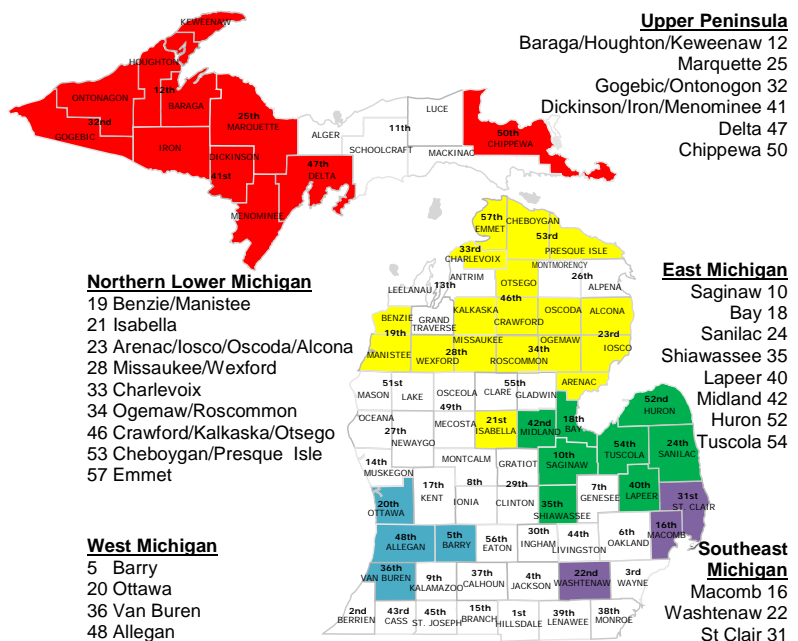 Upper Peninsula
Baraga/Houghton/Keweenaw 12
Marquette 25
Gogebic/Ontonogon 32
Dickinson/Iron/Menominee 41
Delta 47
Chippewa 50
KEWEENAW
HOUGHTON
ONTONAGON
12th
BARAGA
32nd
GOGEBIC
25th
MARQUETTE
IRON
DICKINSON
41st
MENOMINEE
ALGER
47th
DELTA
11th
SCHOOLCRAFT
LUCE
MACKINAC
50th
CHIPPEWA
Northern Lower Michigan
19 Benzie/Manistee
21 Isabella
23 Arenac/Iosco/Oscoda/Alcona
28 Missaukee/Wexford
33 Charlevoix
34 Ogemaw/Roscommon
46 Crawford/Kalkaska/Otsego
53 Cheboygan/Presque Isle
57 Emmet
57th
EMMET
CHEBOYGAN
53rd
PRESQUE ISLE
33rd
CHARLEVOIX
ANTRIM
OTSEGO
MONTMORENCY
26th
ALPENA
13th
LEELANAU
46th
BENZIE
GRAND
TRAVERSE
KALKASKA
CRAWFORD
OSCODA
ALCONA
19th
MANISTEE
28th
WEXFORD
MISSAUKEE
34th
ROSCOMMON
OGEMAW
23rd
IOSCO
51st
MASON
LAKE
OSCEOLA
49th
CLARE
55th
GLADWIN
ARENAC
OCEANA
27th
NEWAYGO
MECOSTA
21st
ISABELLA
42nd
MIDLAND
18th
BAY
52nd
HURON
14th
MUSKEGON
MONTCALM
GRATIOT
10th
SAGINAW
54th
TUSCOLA
24th
SANILAC
20th
OTTAWA
17th
KENT
8th
IONIA
29th
CLINTON
35th
SHIAWASSEE
7th
GENESEE
40th
LAPEER
31st
ST. CLAIR
48th
ALLEGAN
5th
BARRY
56th
EATON
30th
INGHAM
44th
LIVINGSTON
6th
OAKLAND
16th
MACOMB
36th
VAN BUREN
9th
KALAMAZOO
37th
CALHOUN
4th
JACKSON
22nd
WASHTENAW
3rd
WAYNE
2nd
BERRIEN
43rd
CASS
45th
ST. JOSEPH
15th
BRANCH
1st
HILLSDALE
39th
LENAWEE
38th
MONROE
East Michigan
Saginaw 10
Bay 18
Sanilac 24
Shiawassee 35
Lapeer 40
Midland 42
Huron 52
Tuscola 54
West Michigan
5 Barry
20 Ottawa
36 Van Buren
48 Allegan
Southeast
Michigan
Macomb 16
Washtenaw 22
St Clair 31